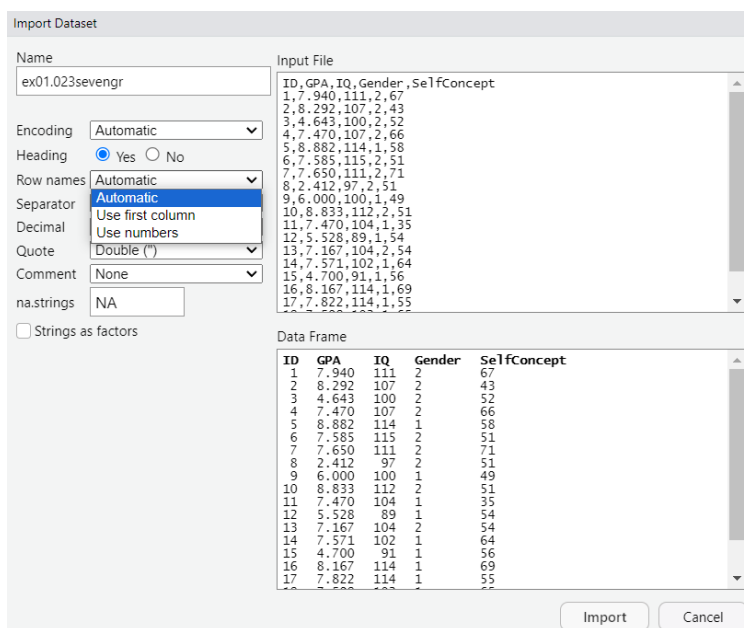 Import Dataset
Name
ex01.023sevengr
Encoding Automatic
Heading Yes No
Row names Automatic
Automatic
Separator
Use first column
Decimal
Use numbers
Quote Double (")
Comment None
na.strings NA
Strings as factors
Input File
ID,GPA,IQ,Gender,SelfConcept
1,7.940,111,2,67
2,8.292,107,2,43
3,4.643,100,2,52
4,7.470,107,2,66
5,8.882,114,1,58
6,7.585,115,2,51
7,7.650,111,2,71
8,2.412,97,2,51
9,6.000,100,1,49
10,8.833,112,2,51
11,7.470,104,1,35
12,5.528,89,1,54
13,7.167,104,2,54
14,7.571,102,1,64
15,4.700,91,1,56
16,8.167,114,1,69
17,7.822,114,1,55
Data Frame
ID GPA IQ Gender SelfConcept
1 7.940 111 2 67
2 8.292 107 2 43
3 4.643 100 2 52
4 7.470 107 2 66
5 8.882 114 1 58
6 7.585 115 2 51
7 7.650 111 2 71
8 2.412 97 2 51
9 6.000 100 1 49
10 8.833 112 2 51
11 7.470 104 1 35
12 5.528 89 1 54
13 7.167 104 2 54
14 7.571 102 1 64
15 4.700 91 1 56
16 8.167 114 1 69
17 7.822 114 1 55
Import Cancel